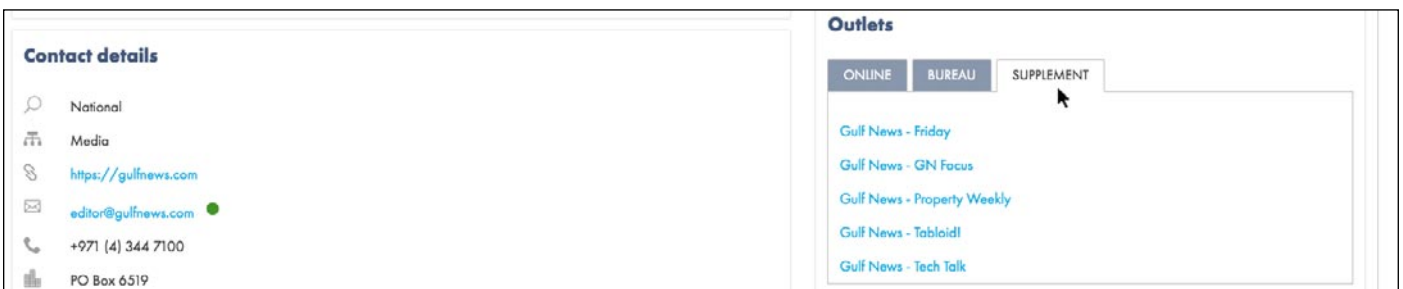 Contact details
National
Media
https://gulfnews.com
editor@gulfnews.com
+971 (4) 344 7100
PO Box 6519
Outlets
ONLINE BUREAU SUPPLEMENT
Gulf News - Friday
Gulf News - GN Focus
Gulf News - Property Weekly
Gulf News - Tabloid!
Gulf News - Tech Talk